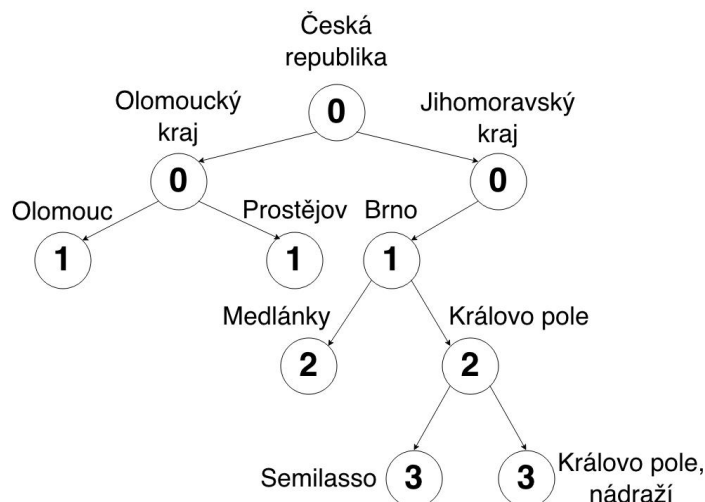 Česká
republika
0
Olomoucký
kraj
0
Jihomoravský
kraj
0
Olomouc
1
Prostějov
1
Brno
1
Medlánky
2
Královo pole
2
Semilasso
3
3
Královo pole,
nádraží